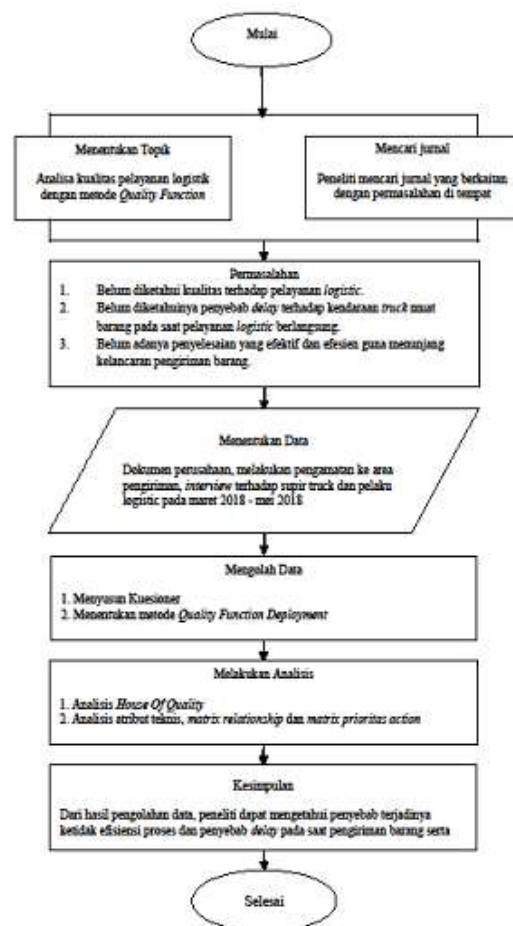 Mulai
Menentukan Topik
Analisa kualitas pelayanan logistik
dengan metode Quality Function
Mencari jurnal
Peneliti mencari jurnal yang berkaitan
dengan permasalahan di tempat
Permasalahan
1. Belum diketahui kualitas terhadap pelayanan logistic.
2. Belum diketahuinya penyebab delay terhadap kendaraan truck muat
barang pada saat pelayanan logistic berlangsung.
3. Belum adanya penyelesaian yang efektif dan efesien guna menunjang
kelancaran pengiriman barang.
Menentukan Data
Dokumen perusahaan, melakukan pengamatan ke area
pengiriman, interview terhadap supir truck dan pelaku
logistic pada maret 2018 - mei 2018
Mengolah Data
1. Menyusun Kuesioner
2. Menentukan metode Quality Function Deployment
Melakukan Analisis
1. Analisis House Of Quality
2. Analisis atribut teknis, matrix relationship dan matrix prioritas action
Kesimpulan
Dari hasil pengolahan data, peneliti dapat mengetahui penyebab terjadinya
ketidak efisiensi proses dan penyebab delay pada saat pengiriman barang serta
Selesai